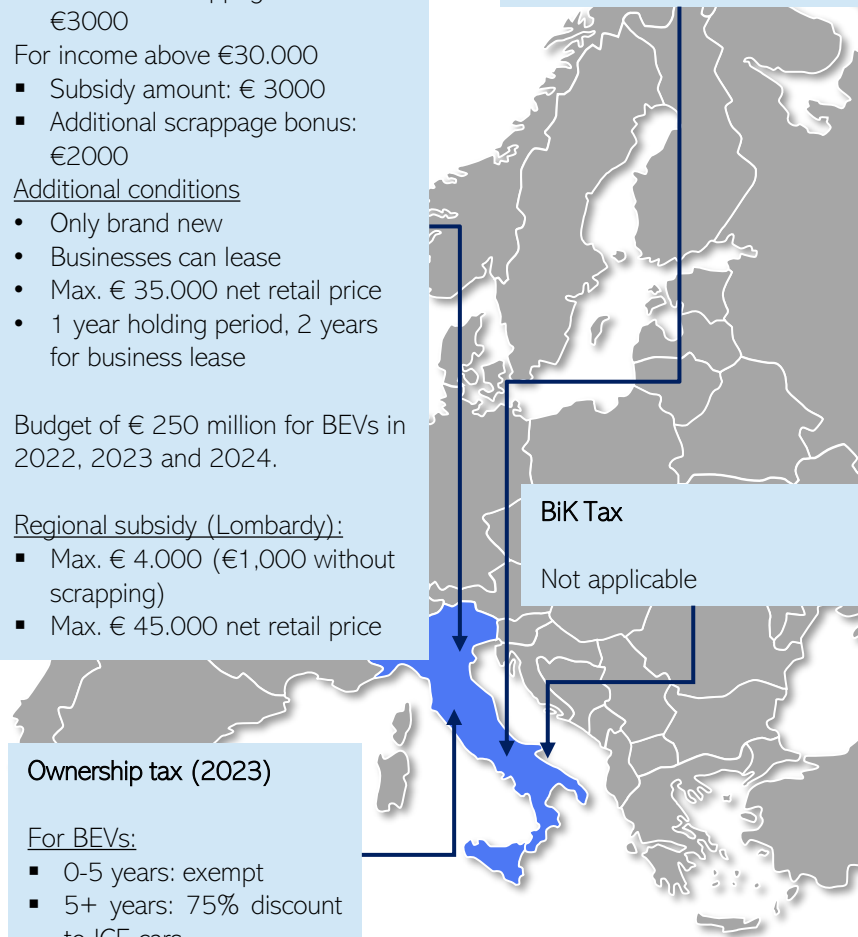 €3000
For income above €30.000
▪ Subsidy amount: € 3000
▪ Additional scrappage bonus:
€2000
Additional conditions
• Only brand new
• Businesses can lease
• Max. € 35.000 net retail price
• 1 year holding period, 2 years
for business lease
Budget of € 250 million for BEVs in
2022, 2023 and 2024.
Regional subsidy (Lombardy):
▪ Max. € 4.000 (€1,000 without
scrapping)
▪ Max. € 45.000 net retail price
BiK Tax
Not applicable
Ownership tax (2023)
For BEVs:
▪ 0-5 years: exempt
▪ 5+ years: 75% discount
to ICE cars